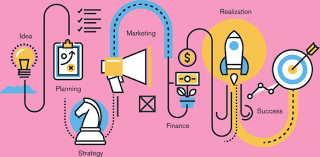 Idea
Planning
Strategy
Marketing
Finance
$
Realization
Success